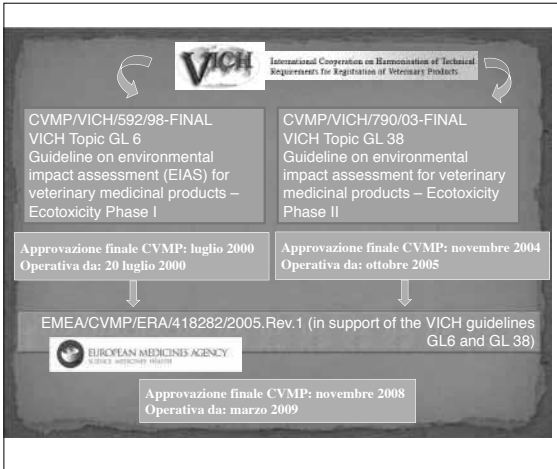 VICH
International Cooperation on Harmonisation of Technical
Requirements for Registration of Veterinary Products
CVMP/VICH/592/98-FINAL
VICH Topic GL 6
Guideline on environmental
impact assessment (EIAS) for
veterinary medicinal products –
Ecotoxicity Phase I
CVMP/VICH/790/03-FINAL
VICH Topic GL 38
Guideline on environmental
impact assessment for veterinary
medicinal products – Ecotoxicity
Phase II
Approvazione finale CVMP: luglio 2000
Operativa da: 20 luglio 2000
Approvazione finale CVMP: novembre 2004
Operativa da: ottobre 2005
EMEA/CVMP/ERA/418282/2005.Rev.1 (in support of the VICH guidelines
GL6 and GL 38)
EUROPEAN MEDICINES AGENCY
SCIENCE MEDICINES HEALTH
Approvazione finale CVMP: novembre 2008
Operativa da: marzo 2009